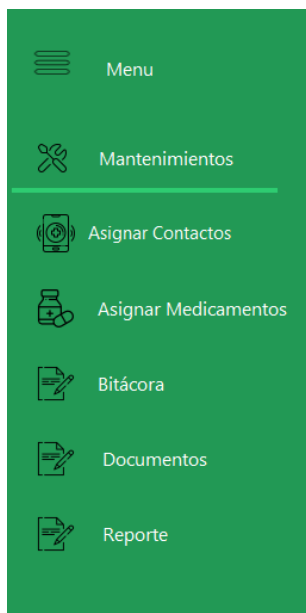 Menu
Mantenimientos
Asignar Contactos
Asignar Medicamentos
Bitácora
Documentos
Reporte